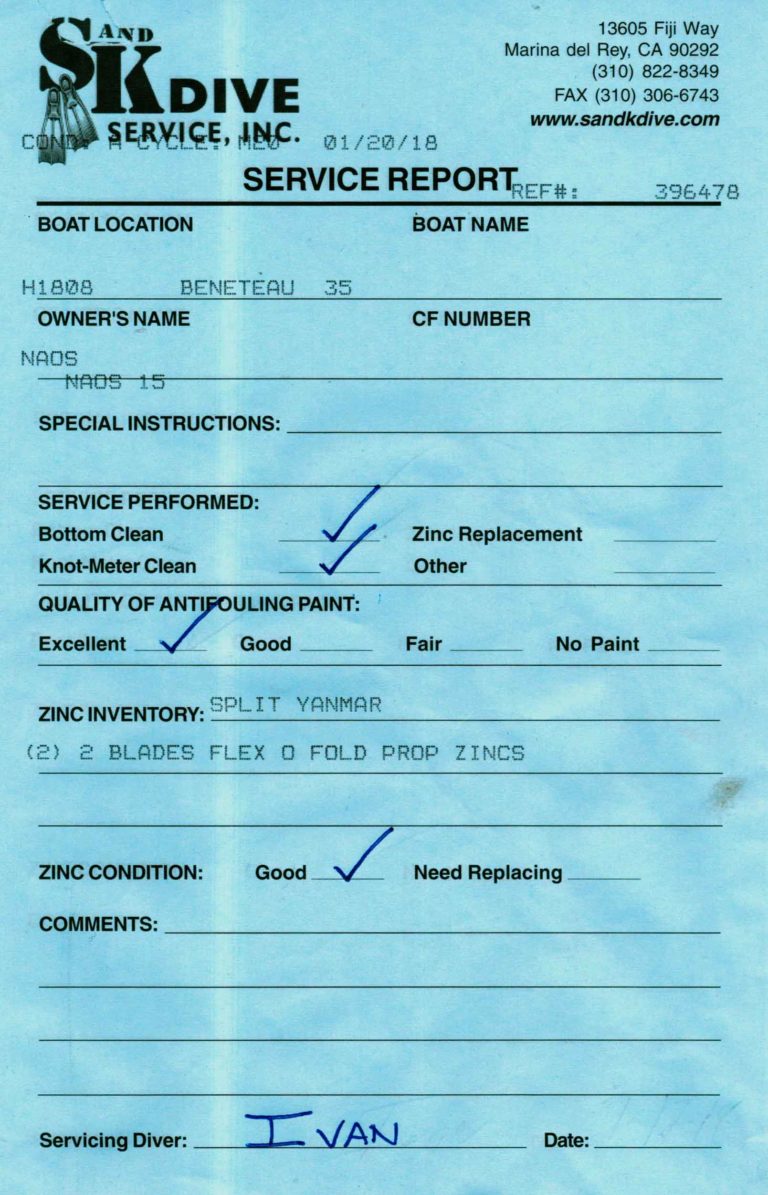 S AND K DIVE
SERVICE, INC.
13605 Fiji Way
Marina del Rey, CA 90292
(310) 822-8349
FAX (310) 306-6743
www.sandkdive.com
COND: A CYCLE: ME0 01/20/18
SERVICE REPORT
REF#: 396478
BOAT LOCATION BOAT NAME
H1808 BENETEAU 35
OWNER'S NAME CF NUMBER
NAOS
NAOS 15
SPECIAL INSTRUCTIONS:
SERVICE PERFORMED:
Bottom Clean ✓ Zinc Replacement
Knot-Meter Clean ✓ Other
QUALITY OF ANTIFOULING PAINT:
Excellent ✓ Good Fair No Paint
ZINC INVENTORY: SPLIT YANMAR
(2) 2 BLADES FLEX O FOLD PROP ZINCS
ZINC CONDITION: Good ✓ Need Replacing
COMMENTS:
Servicing Diver: IVAN Date: